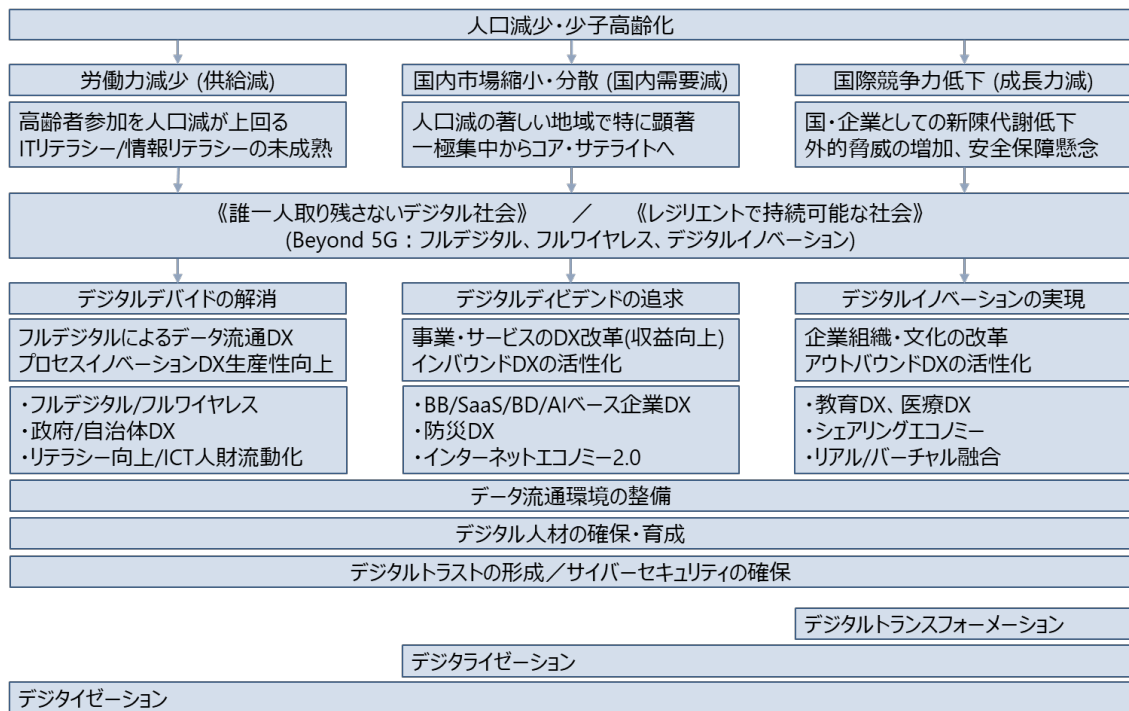 人口減少・少子高齢化
労働力減少 (供給減)
高齢者参加を人口減が上回る
ITリテラシー/情報リテラシーの未成熟
国内市場縮小・分散 (国内需要減)
人口減の著しい地域で特に顕著
一極集中からコア・サテライトへ
国際競争力低下 (成長力減)
国・企業としての新陳代謝低下
外的脅威の増加、安全保障懸念
《誰一人取り残さないデジタル社会》 ／ 《レジリエントで持続可能な社会》
(Beyond 5G：フルデジタル、フルワイヤレス、デジタルイノベーション)
デジタルデバイドの解消
フルデジタルによるデータ流通DX
プロセスイノベーションDX生産性向上
・フルデジタル/フルワイヤレス
・政府/自治体DX
・リテラシー向上/ICT人財流動化
デジタルディビデンドの追求
事業・サービスのDX改革(収益向上)
インバウンドDXの活性化
・BB/SaaS/BD/AIベース企業DX
・防災DX
・インターネットエコノミー2.0
デジタルイノベーションの実現
企業組織・文化の改革
アウトバウンドDXの活性化
・教育DX、医療DX
・シェアリングエコノミー
・リアル/バーチャル融合
データ流通環境の整備
デジタル人材の確保・育成
デジタルトラストの形成／サイバーセキュリティの確保
デジタルトランスフォーメーション
デジタライゼーション
デジタイゼーション